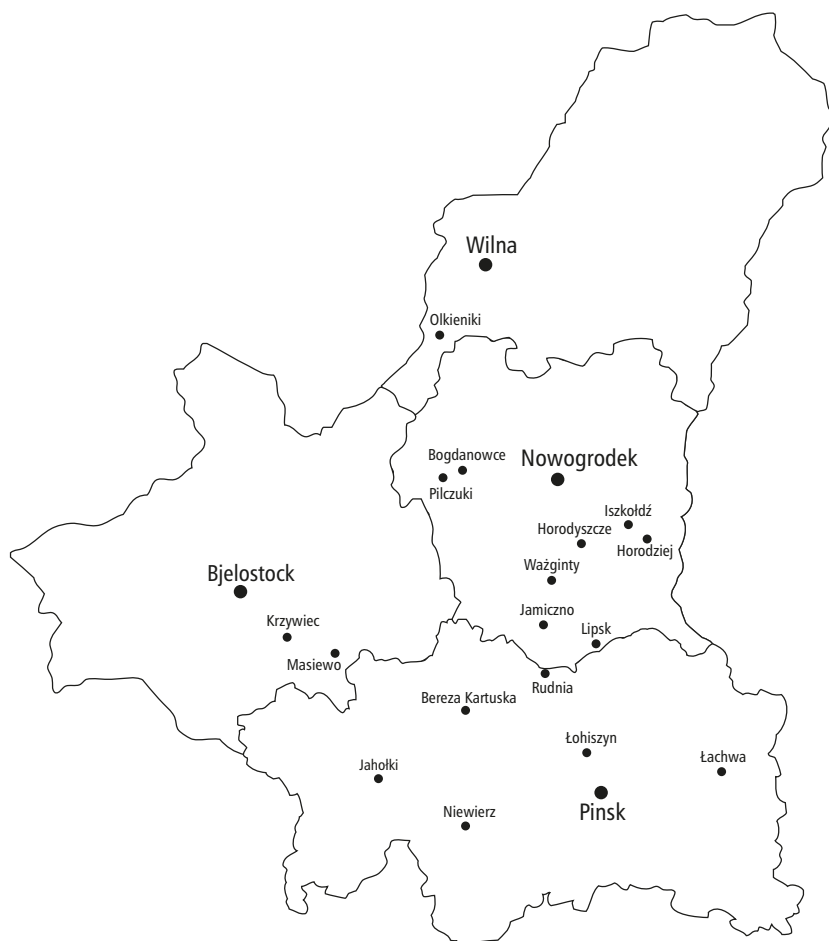 Wilna
Olkieniki
Bogdanowce
Nowogrodek
Pilczuki
Iszkołdź
Horodyszcze
Horodziej
Ważginty
Bjelostock
Krzywiec
Jamiczno
Lipsk
Masiewo
Rudnia
Bereza Kartuska
Łohiszyn
Łachwa
Jahołki
Niewierz
Pinsk